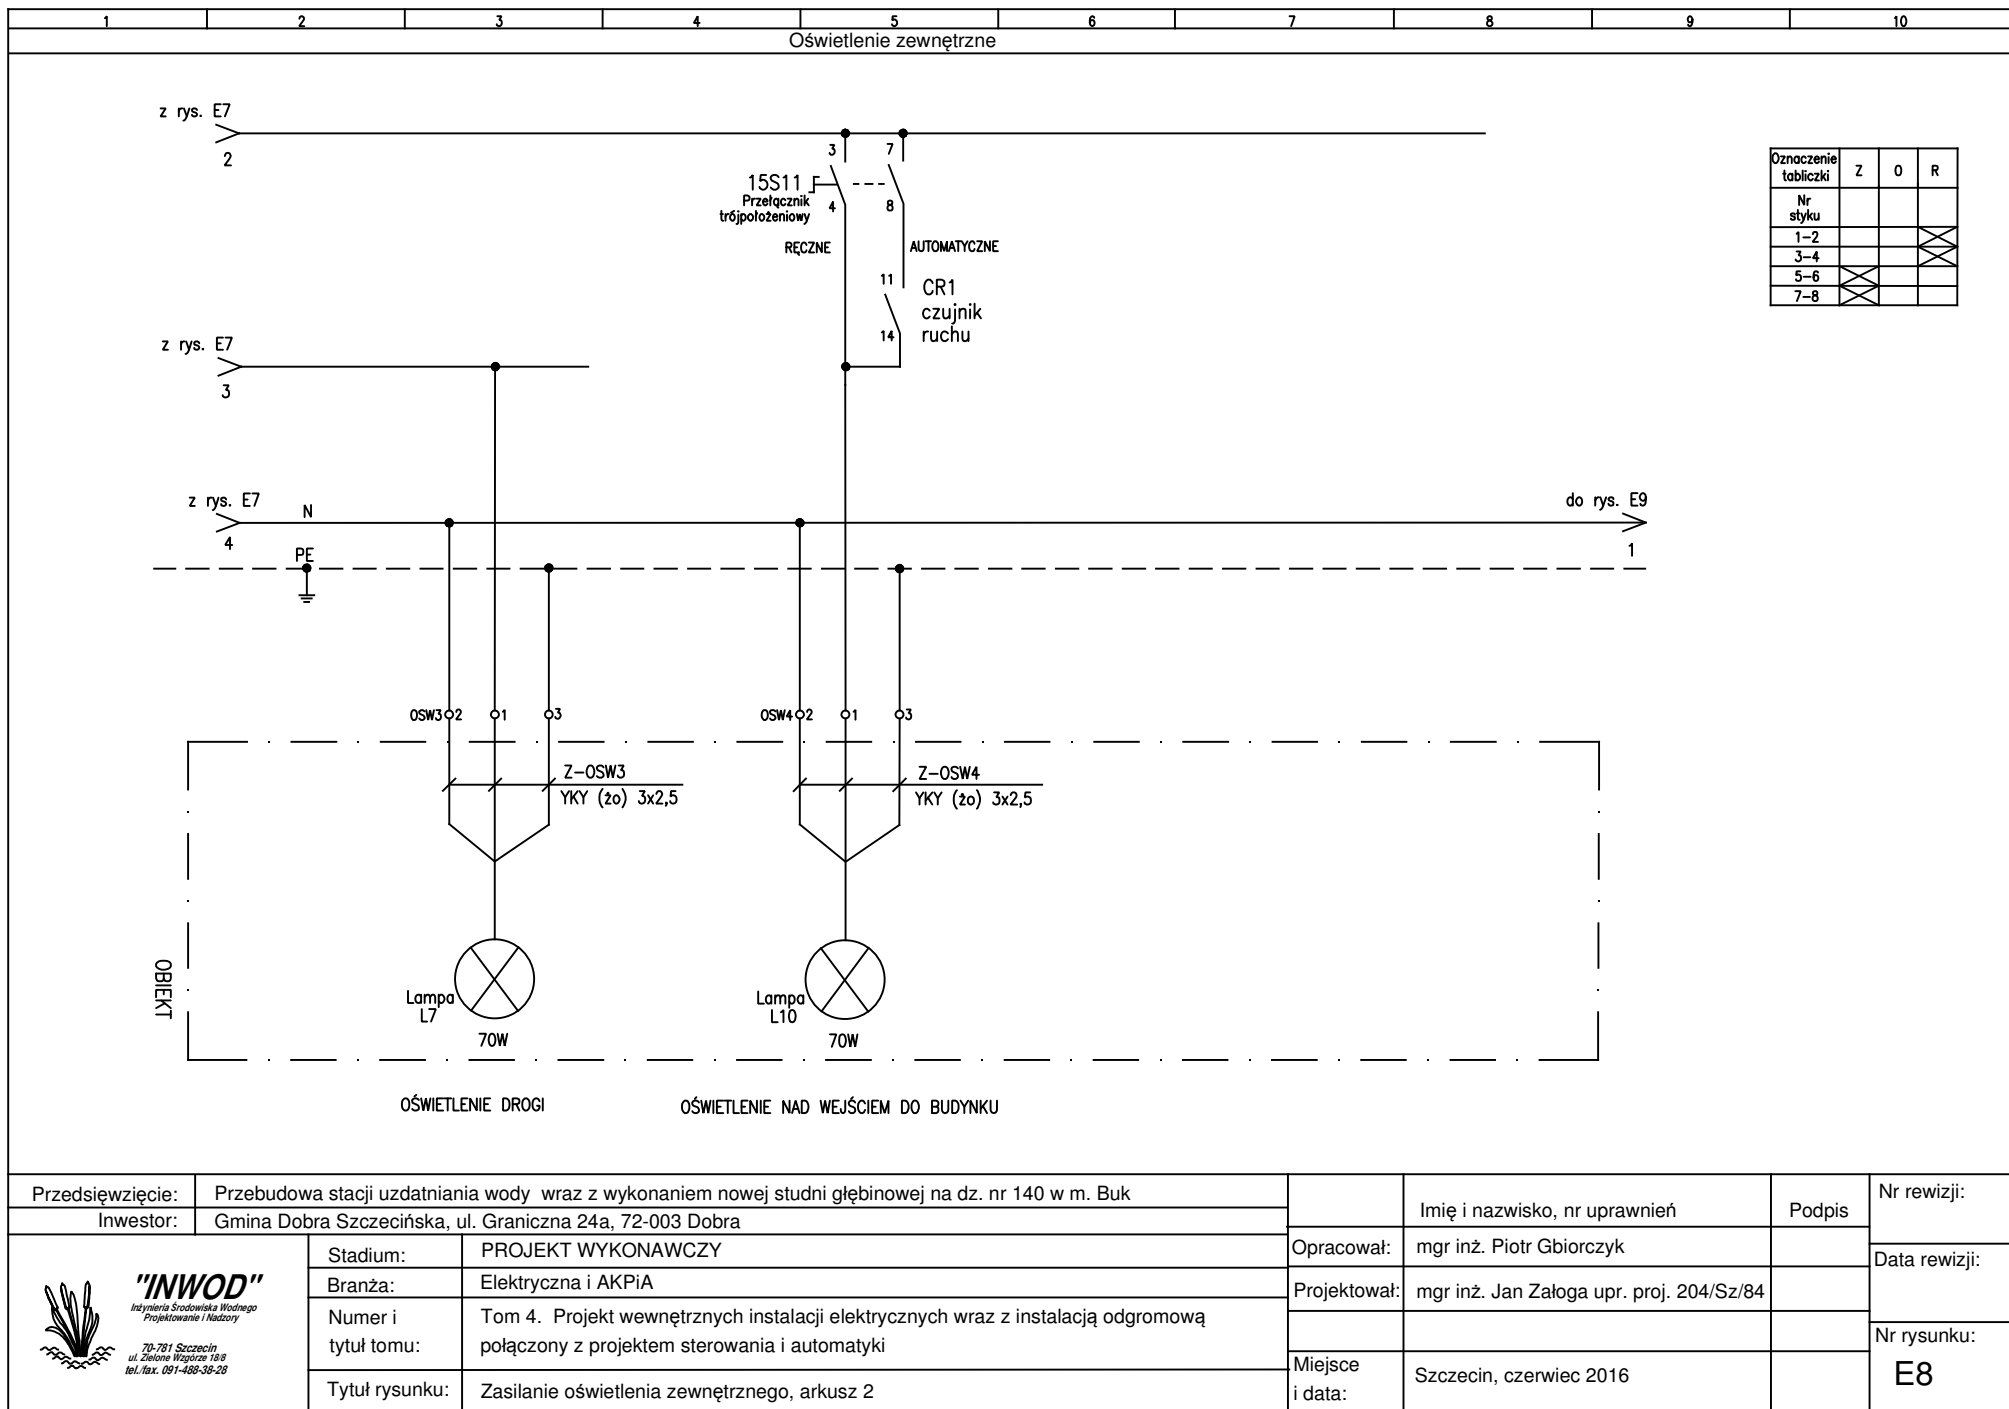 1 2 3 4 5 6 7 8 9 10
Oświetlenie zewnętrzne
z rys. E7
2
3 7
15S11
Przełącznik
trójpołożeniowy
4 8
RĘCZNE AUTOMATYCZNE
11
CR1
czujnik
ruchu
14
Oznaczenie
tabliczki Z O R
Nr
styku
1-2
3-4
5-6
7-8
z rys. E7
3
z rys. E7
4
N
do rys. E9
1
PE
OSW3 2 1 3
OSW4 2 1 3
Z-OSW3
YKY (żo) 3x2,5
Z-OSW4
YKY (żo) 3x2,5
OBIEKT
Lampa
L7
70W
Lampa
L10
70W
OŚWIETLENIE DROGI
OŚWIETLENIE NAD WEJŚCIEM DO BUDYNKU
Przedsięwzięcie: Przebudowa stacji uzdatniania wody wraz z wykonaniem nowej studni głębinowej na dz. nr 140 w m. Buk
Inwestor: Gmina Dobra Szczecińska, ul. Graniczna 24a, 72-003 Dobra
"INWOD"
Inżynieria Środowiska Wodnego
Projektowanie i Nadzory
70-781 Szczecin
ul. Zielone Wzgórze 18/8
tel./fax. 091-488-38-28
Stadium: PROJEKT WYKONAWCZY
Branża: Elektryczna i AKPiA
Numer i
tytuł tomu:
Tom 4. Projekt wewnętrznych instalacji elektrycznych wraz z instalacją odgromową
połączony z projektem sterowania i automatyki
Tytuł rysunku: Zasilanie oświetlenia zewnętrznego, arkusz 2
Imię i nazwisko, nr uprawnień Podpis
Opracował: mgr inż. Piotr Gbiorczyk
Projektował: mgr inż. Jan Załoga upr. proj. 204/Sz/84
Miejsce
i data:
Szczecin, czerwiec 2016
Nr rewizji:
Data rewizji:
Nr rysunku:
E8